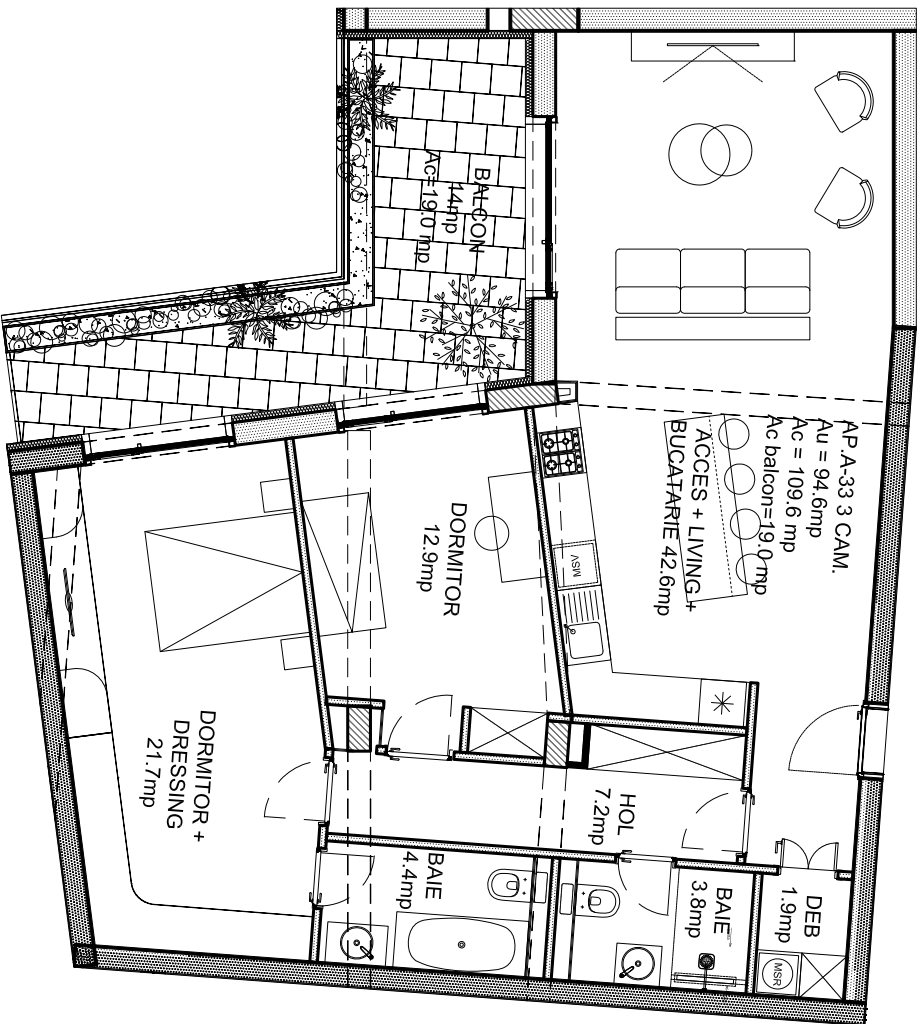 AP.A-33 3 CAM.
Au = 94.6mp
Ac = 109.6 mp
Ac balcon=19.0 mp
ACCES + LIVING +
BUCATARIE 42.6mp
BALCON
14mp
Ac=19.0 mp
DORMITOR
12.9mp
MSV
DORMITOR +
DRESSING
21.7mp
HOL
7.2mp
BAIE
4.4mp
BAIE
3.8mp
DEB
1.9mp
MSR